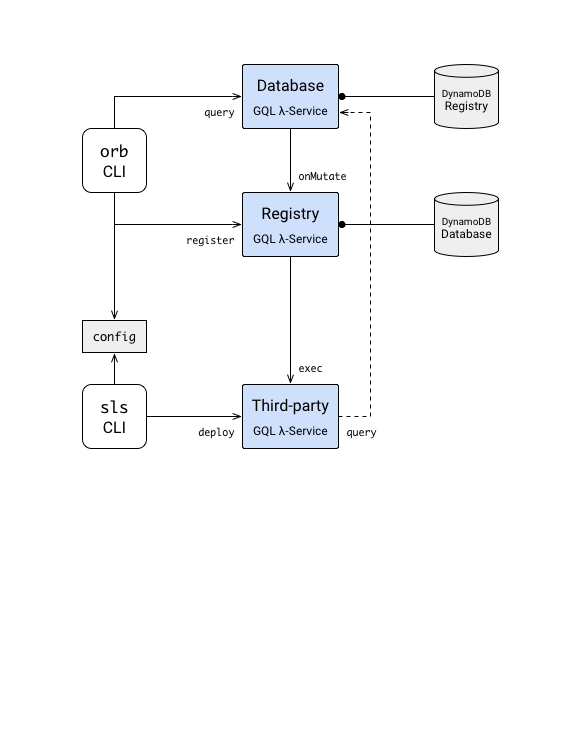 Database
GQL λ-Service
DynamoDB
Registry
query
orb
CLI
onMutate
Registry
GQL λ-Service
DynamoDB
Database
register
config
exec
sls
CLI
Third-party
GQL λ-Service
deploy
query